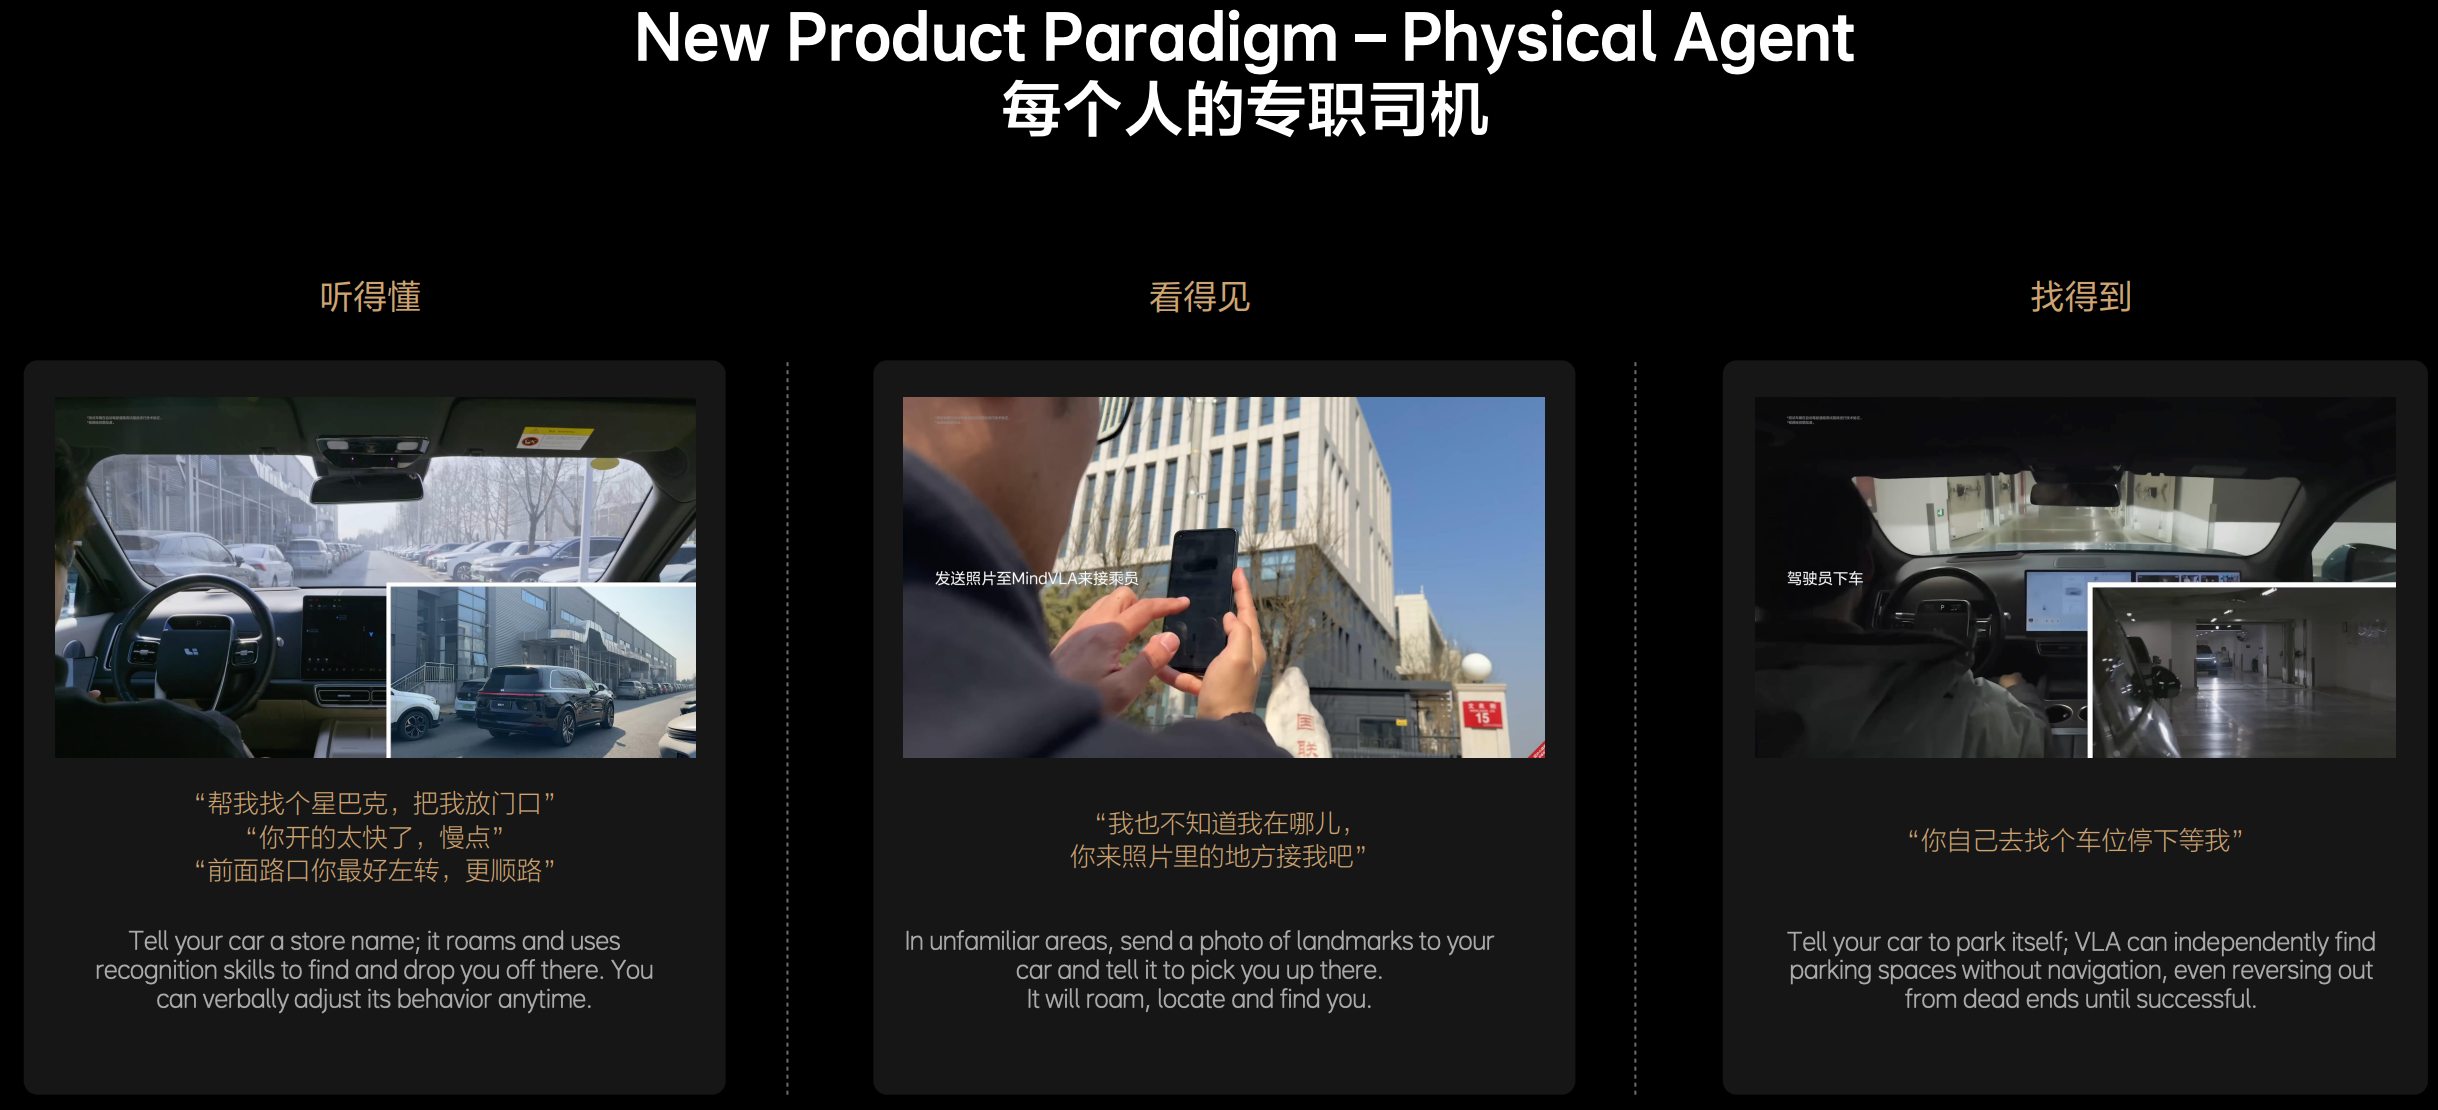 New Product Paradigm – Physical Agent
每个人的专职司机
听得懂
“帮我找个星巴克，把我放门口”
“你开的太快了，慢点”
“前面路口你最好左转，更顺路”
Tell your car a store name; it roams and uses
recognition skills to find and drop you off there. You
can verbally adjust its behavior anytime.
看得见
发送照片至MindVLA来接乘员
15
国
联
“我也不知道我在哪儿，
你来照片里的地方接我吧”
In unfamiliar areas, send a photo of landmarks to your
car and tell it to pick you up there.
It will roam, locate and find you.
找得到
驾驶员下车
“你自己去找个车位停下等我”
Tell your car to park itself; VLA can independently find
parking spaces without navigation, even reversing out
from dead ends until successful.